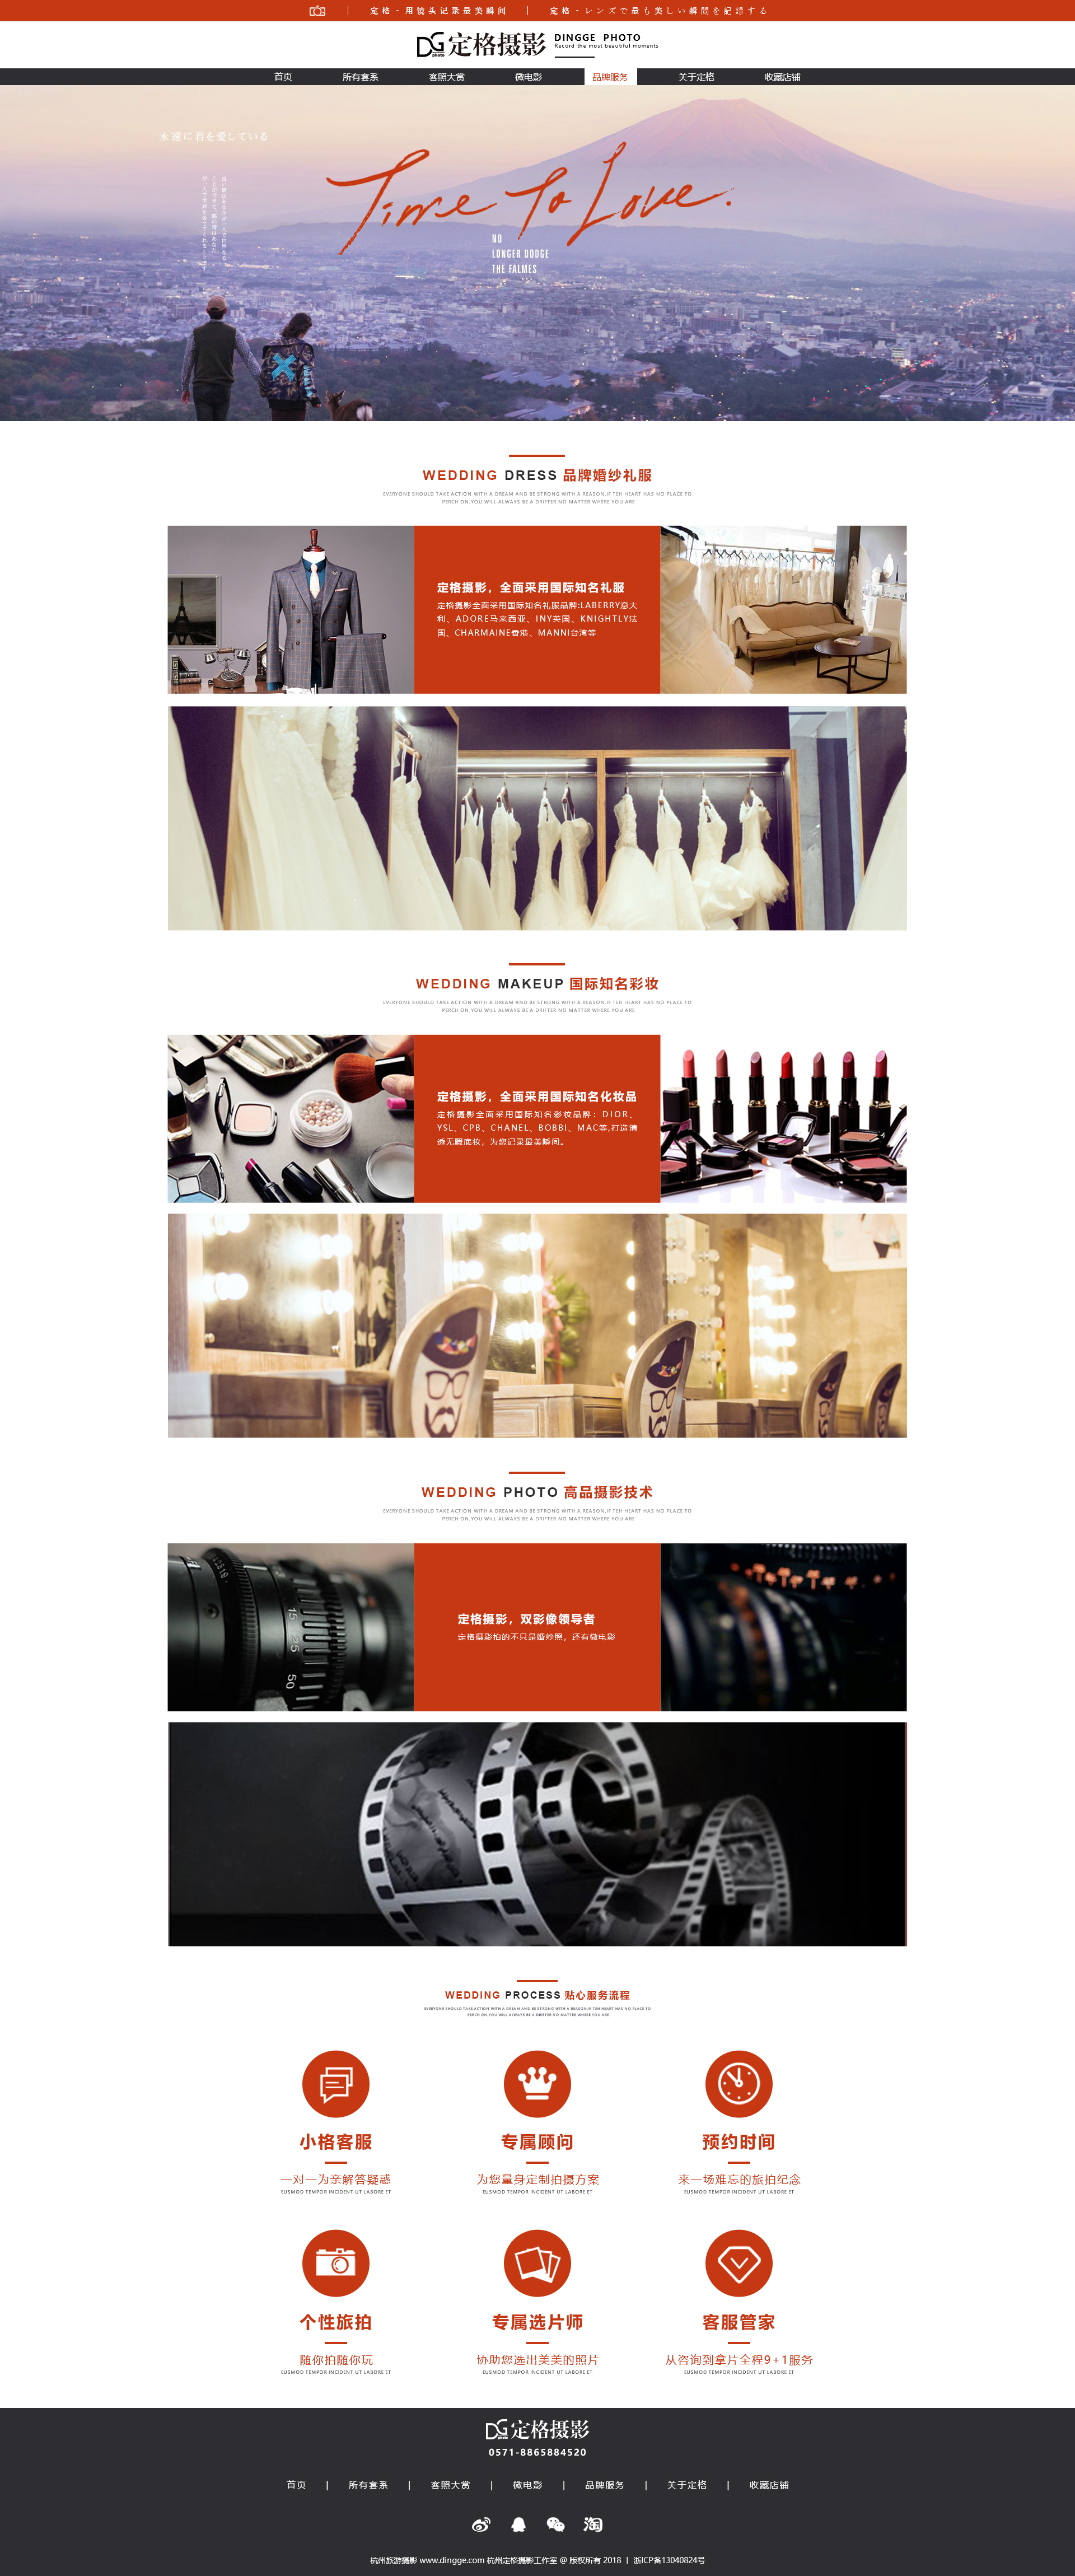 定格 - 用镜头记录最美瞬间
定格 - レンズで最も美しい瞬間を記録する
DG 定格摄影
photo
DINGGE PHOTO
Record the most beautiful moments
首页 所有套系 客照大赏 微电影 品牌服务 关于定格 收藏店铺
永遠に君を愛している
Time To Love.
NO
LONGER DODGE
THE FALMES
WEDDING DRESS 品牌婚纱礼服
EVERYONE SHOULD TAKE ACTION WITH A DREAM AND BE STRONG WITH A REASON.IF TEH HEART HAS NO PLACE TO
PERCH ON,YOU WILL ALWAYS BE A DRIFTER NO MATTER WHERE YOU ARE
定格摄影，全面采用国际知名礼服
定格摄影全面采用国际知名礼服品牌:LABERRY意大
利、ADORE马来西亚、INY英国、KNIGHTLY法
国、CHARMAINE香港、MANNI台湾等
WEDDING MAKEUP 国际知名彩妆
EVERYONE SHOULD TAKE ACTION WITH A DREAM AND BE STRONG WITH A REASON.IF TEH HEART HAS NO PLACE TO
PERCH ON,YOU WILL ALWAYS BE A DRIFTER NO MATTER WHERE YOU ARE
定格摄影，全面采用国际知名化妆品
定格摄影全面采用国际知名彩妆品牌：DIOR、
YSL、CPB、CHANEL、BOBBI、MAC等,打造清
透无暇底妆，为您记录最美瞬间。
WEDDING PHOTO 高品摄影技术
EVERYONE SHOULD TAKE ACTION WITH A DREAM AND BE STRONG WITH A REASON.IF TEH HEART HAS NO PLACE TO
PERCH ON,YOU WILL ALWAYS BE A DRIFTER NO MATTER WHERE YOU ARE
15
25
50
定格摄影，双影像领导者
定格摄影拍的不只是婚纱照，还有微电影
WEDDING PROCESS 贴心服务流程
EVERYONE SHOULD TAKE ACTION WITH A DREAM AND BE STRONG WITH A REASON.IF TEH HEART HAS NO PLACE TO
PERCH ON,YOU WILL ALWAYS BE A DRIFTER NO MATTER WHERE YOU ARE
小格客服 专属顾问 预约时间
一对一为亲解答疑惑 为您量身定制拍摄方案 来一场难忘的旅拍纪念
EUSMOD TEMPOR INCIDENT UT LABORE ET EUSMOD TEMPOR INCIDENT UT LABORE ET EUSMOD TEMPOR INCIDENT UT LABORE ET
个性旅拍 专属选片师 客服管家
随你拍随你玩 协助您选出美美的照片 从咨询到拿片全程9+1服务
EUSMOD TEMPOR INCIDENT UT LABORE ET EUSMOD TEMPOR INCIDENT UT LABORE ET EUSMOD TEMPOR INCIDENT UT LABORE ET
DG 定格摄影
0571-8865884520
首页 | 所有套系 | 客照大赏 | 微电影 | 品牌服务 | 关于定格 | 收藏店铺
淘
杭州旅游摄影 www.dingge.com 杭州定格摄影工作室 @ 版权所有 2018 | 浙ICP备13040824号